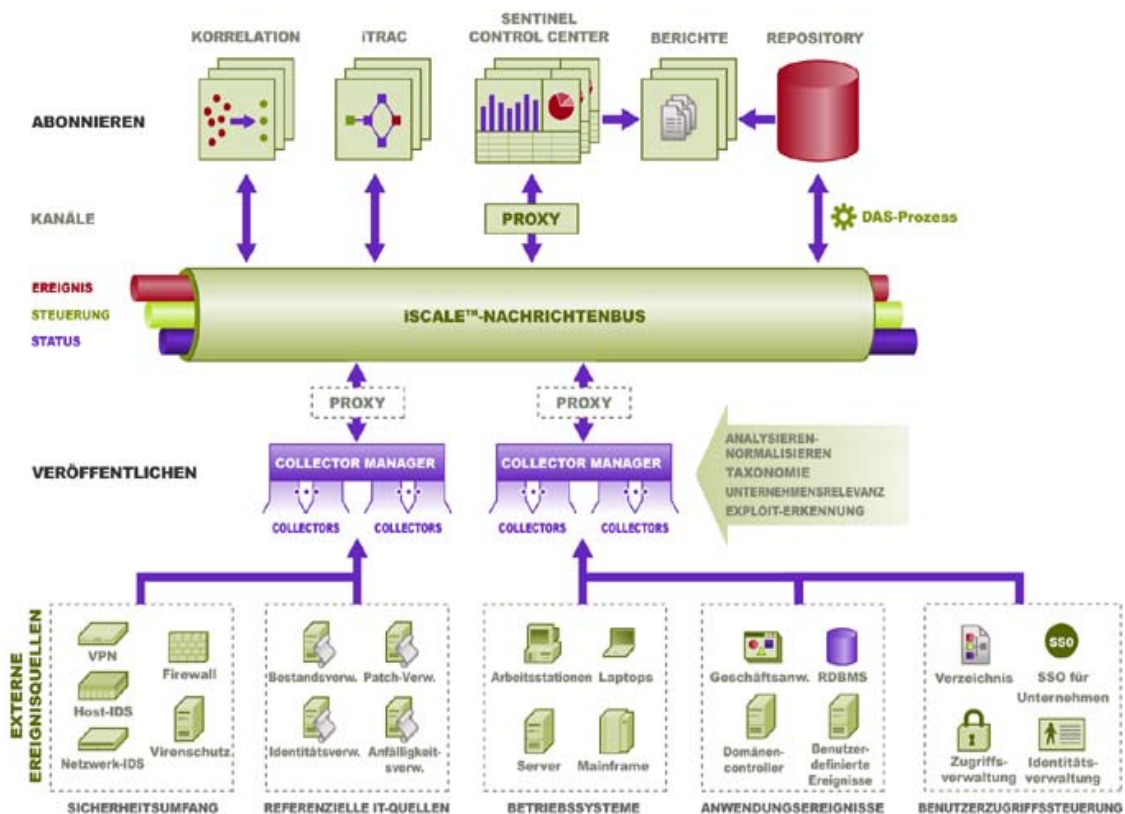 KORRELATION
iTRAC
SENTINEL
CONTROL CENTER
BERICHTE
REPOSITORY
ABONNIEREN
KANÄLE
PROXY
DAS-Prozess
EREIGNIS
STEUERUNG
STATUS
iSCALE™-NACHRICHTENBUS
PROXY
PROXY
VERÖFFENTLICHEN
COLLECTOR MANAGER
COLLECTORS
COLLECTORS
COLLECTOR MANAGER
COLLECTORS
COLLECTORS
ANALYSIEREN-
NORMALISIEREN
TAXONOMIE
UNTERNEHMENSRELEVANZ
EXPLOIT-ERKENNUNG
EXTERNE
EREIGNISQUELLEN
VPN
Firewall
Host-IDS
Virenschutz.
Netzwerk-IDS
SICHERHEITSUMFANG
Bestandsverw.
Patch-Verw.
Identitätsverw.
Anfälligkeit-
sverw.
REFERENZIELLE IT-QUELLEN
Arbeitsstationen
Laptops
Server
Mainframe
BETRIEBSSYSTEME
Geschäftsanw.
RDBMS
Domänen-
controller
Benutzer-
definierte
Ereignisse
ANWENDUNGSEREIGNISSE
Verzeichnis
SSO
SSO für
Unternehmen
Zugriffs-
verwaltung
Identitäts-
verwaltung
BENUTZERZUGRIFFSSTEUERUNG